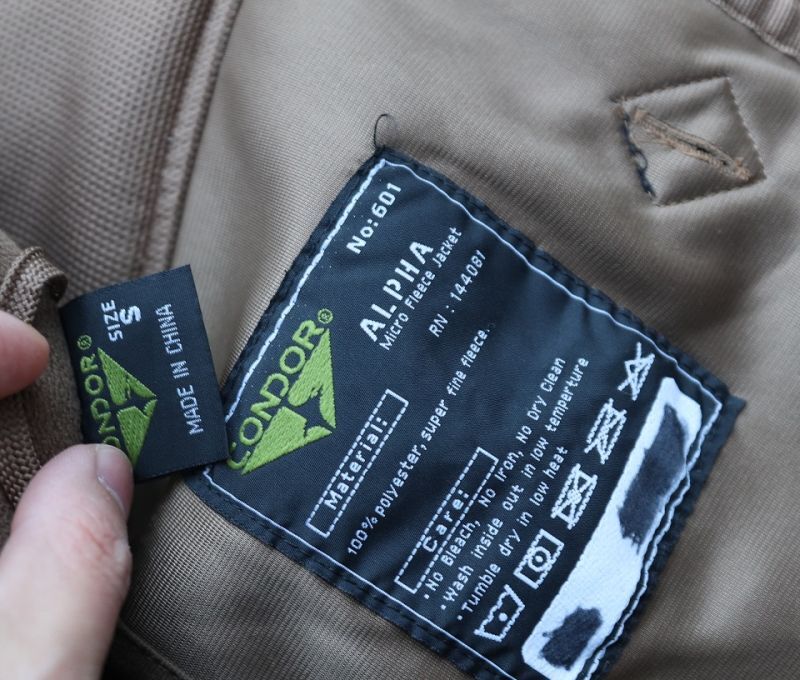 SIZE
S
CONDOR®
MADE IN CHINA
No: 601
CONDOR®
ALPHA
Micro Fleece Jacket
RN : 144081
Material:
100% polyester, super fine fleece.
Care:
• No Bleach, No Iron, No Dry Clean
• Wash inside out in low temperture
• Tumble dry in low heat